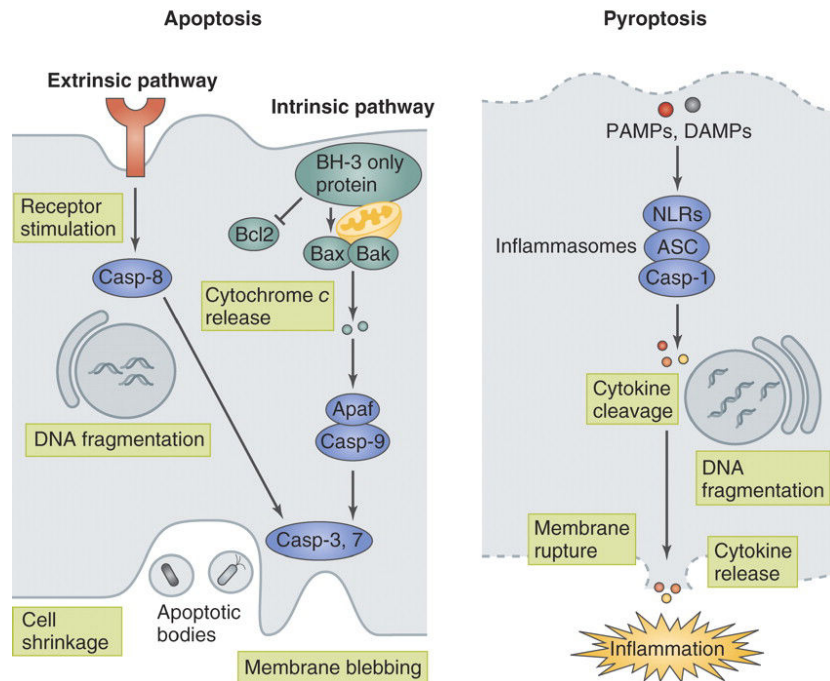 Apoptosis
Extrinsic pathway
Intrinsic pathway
BH-3 only
protein
Receptor
stimulation
Bcl2
Bax
Bak
Casp-8
Cytochrome c
release
DNA fragmentation
Apaf
Casp-9
Casp-3, 7
Apoptotic
bodies
Cell
shrinkage
Membrane blebbing
Pyroptosis
PAMPs, DAMPs
NLRs
Inflammasomes
ASC
Casp-1
Cytokine
cleavage
DNA
fragmentation
Membrane
rupture
Cytokine
release
Inflammation